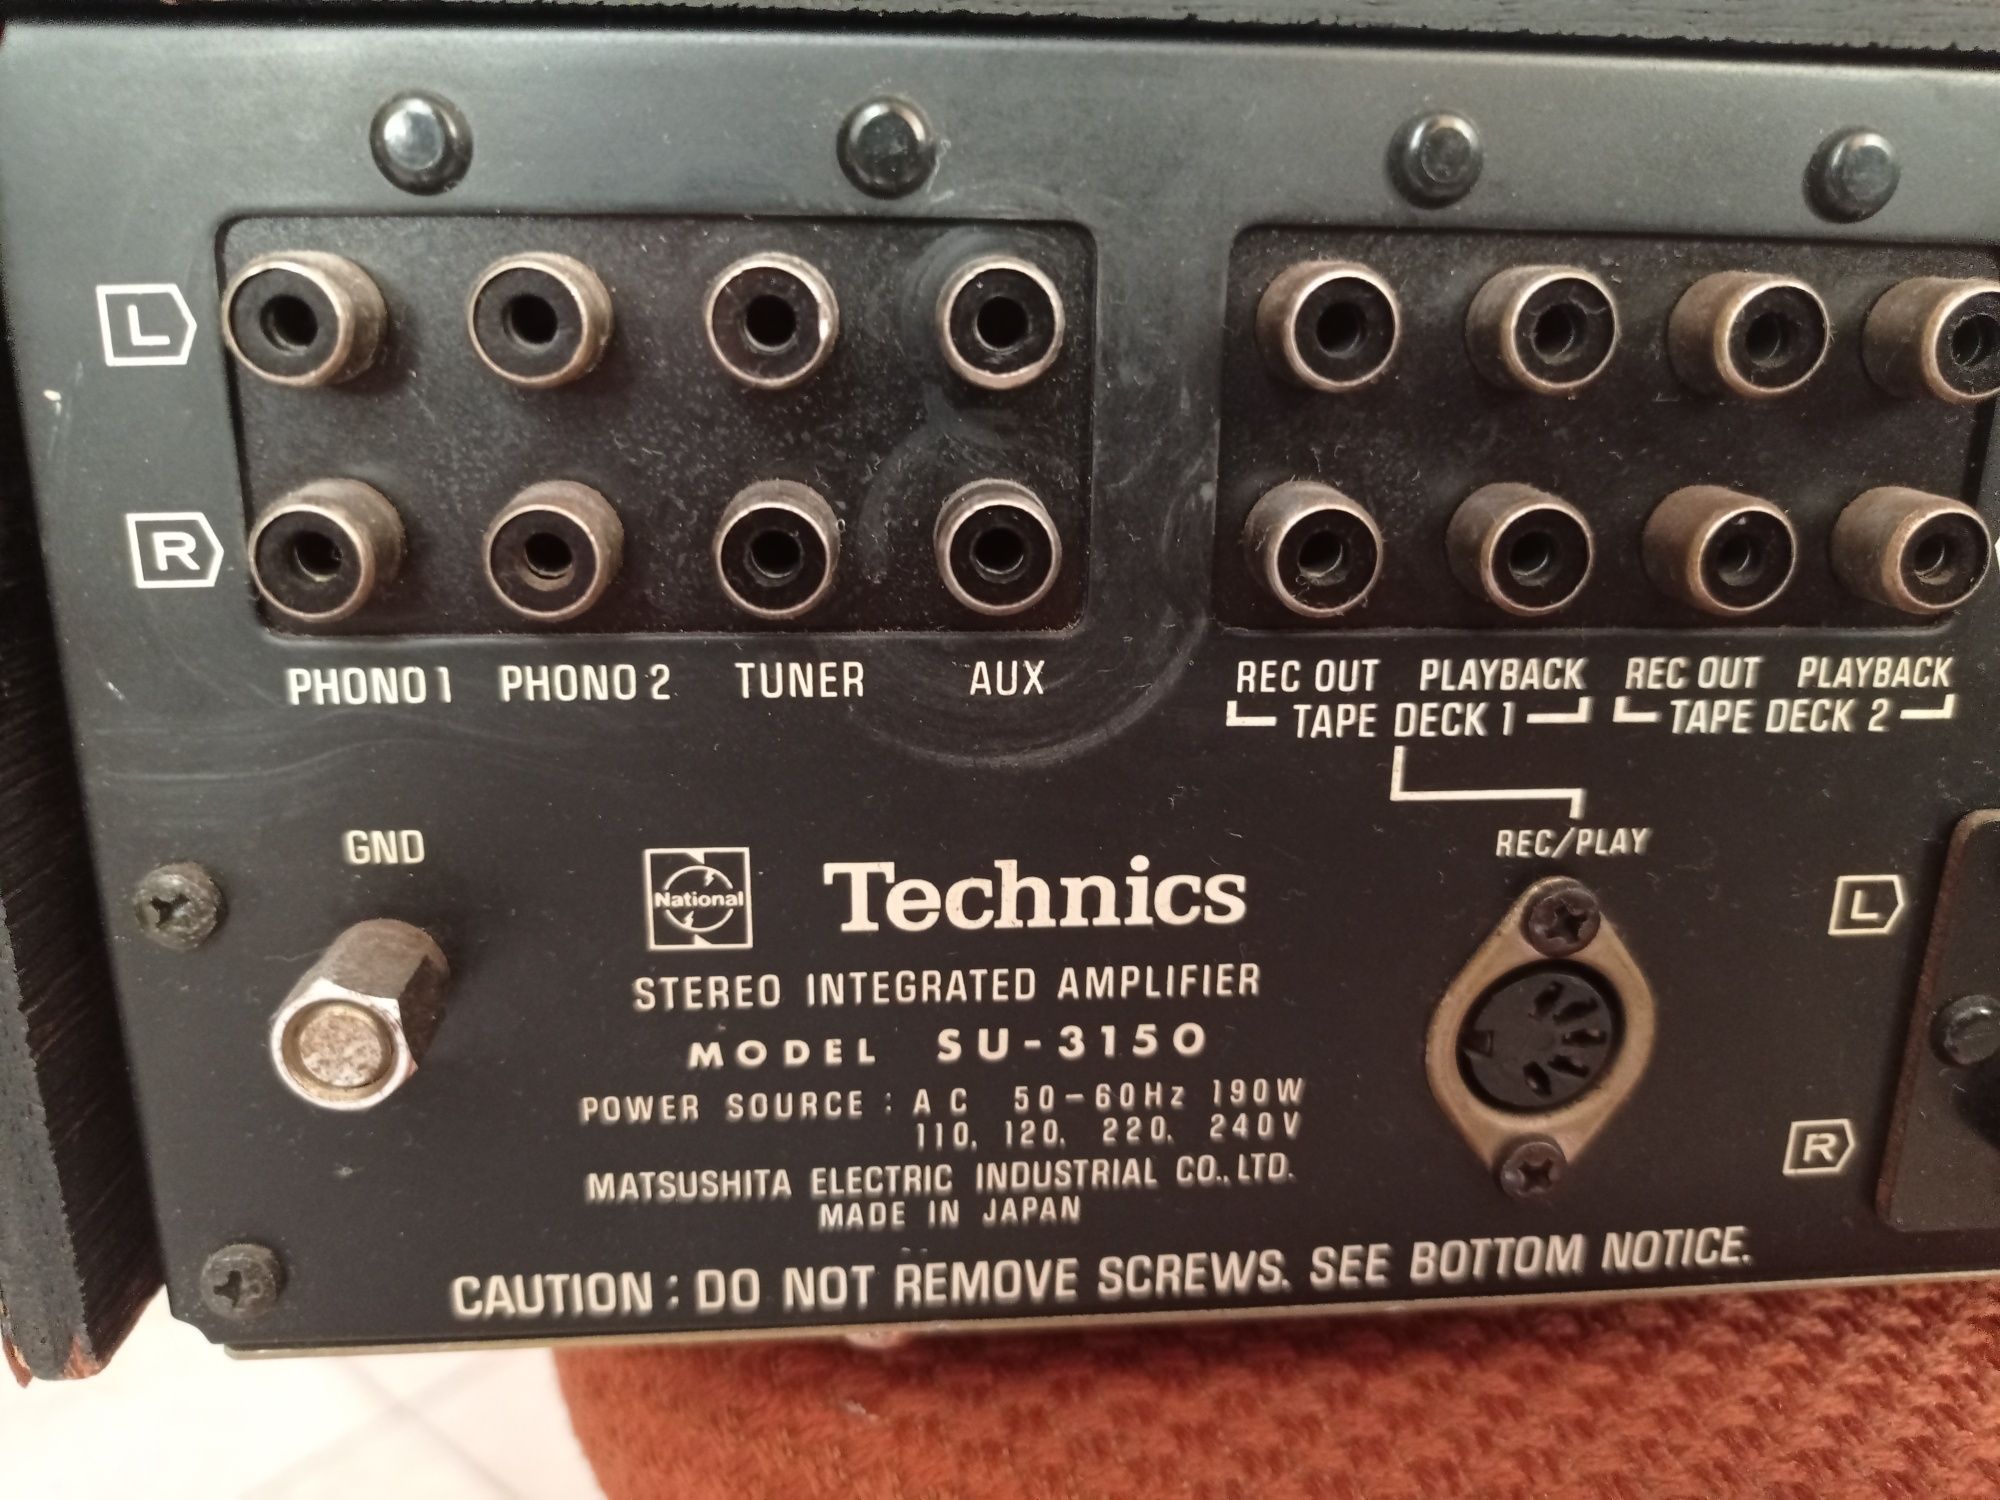 L
R
PHONO 1 PHONO 2 TUNER AUX
REC OUT PLAYBACK REC OUT PLAYBACK
TAPE DECK 1 TAPE DECK 2
REC/PLAY
GND
National Technics
L
STEREO INTEGRATED AMPLIFIER
MODEL SU-3150
POWER SOURCE : AC 50-60Hz 190W
110, 120, 220, 240V
R
MATSUSHITA ELECTRIC INDUSTRIAL CO., LTD.
MADE IN JAPAN
CAUTION : DO NOT REMOVE SCREWS. SEE BOTTOM NOTICE.